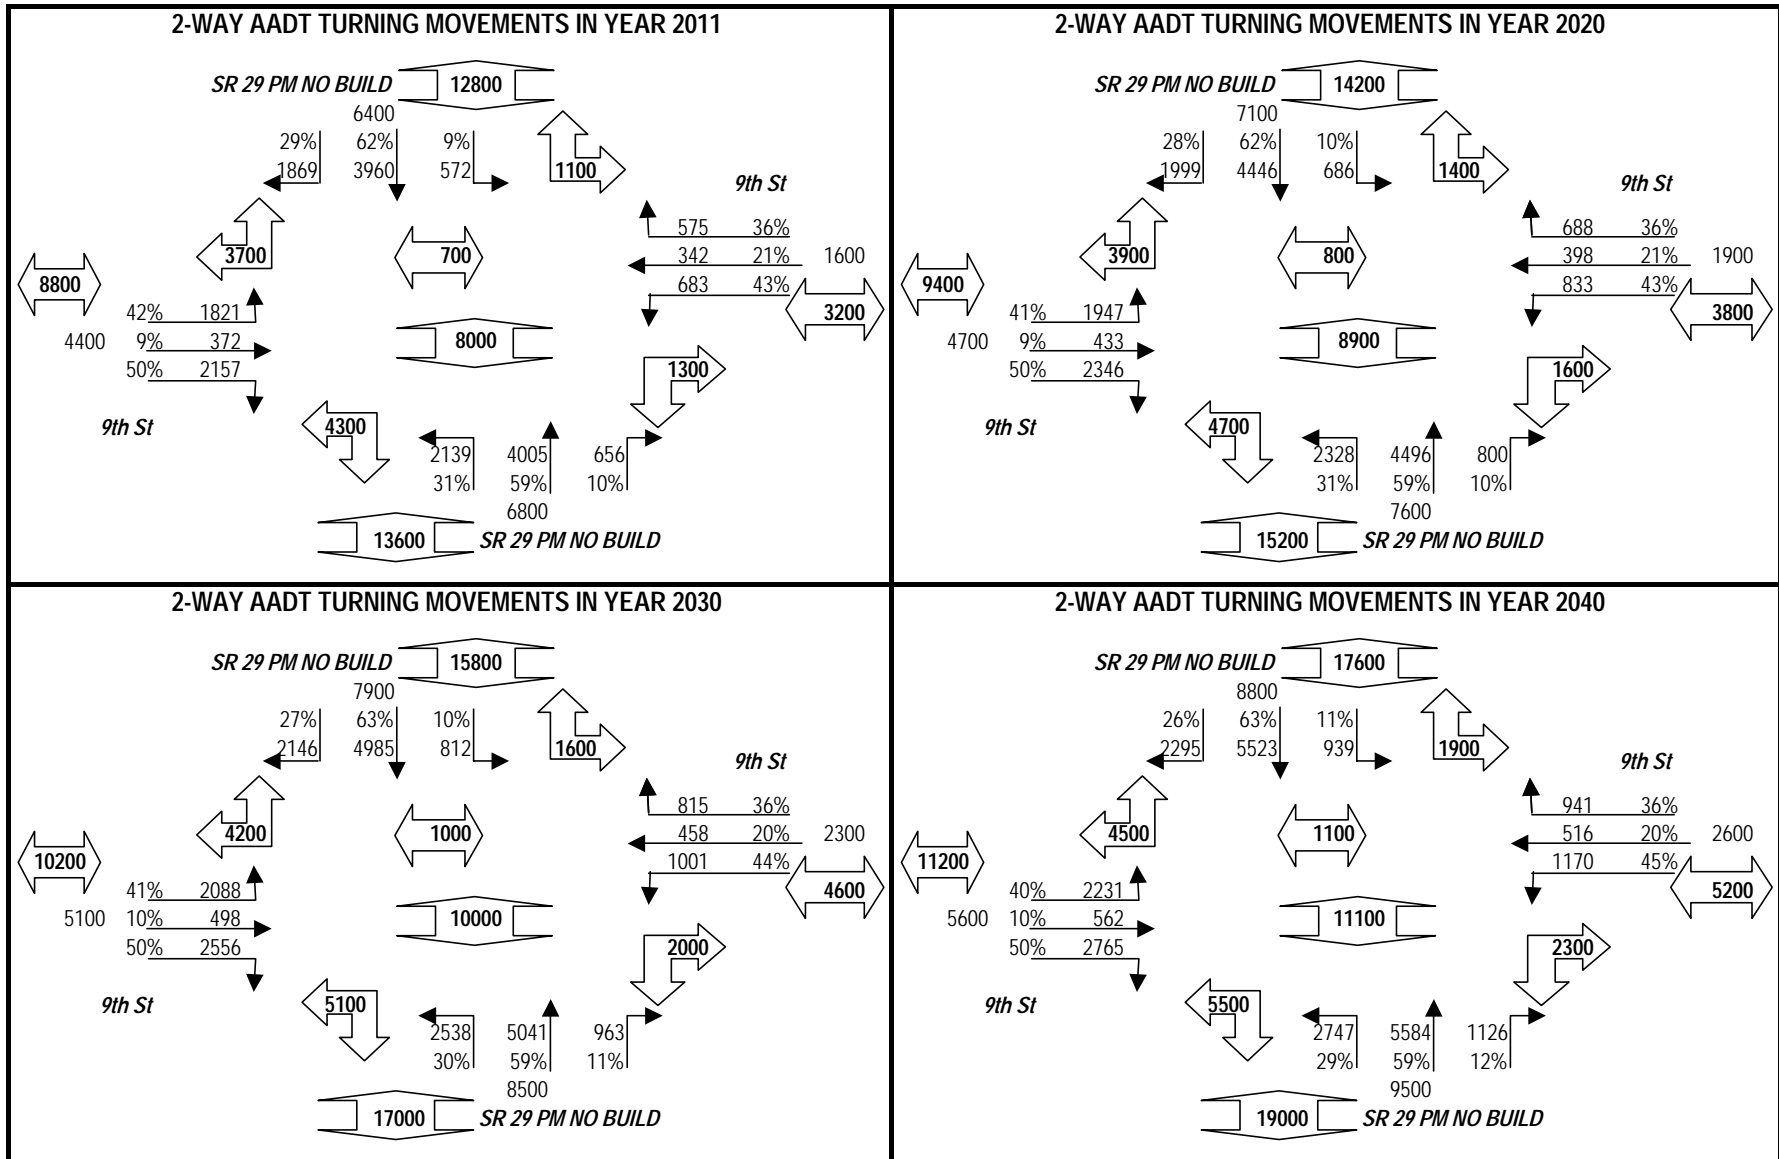 2-WAY AADT TURNING MOVEMENTS IN YEAR 2011
SR 29 PM NO BUILD 12800
6400
29% 62% 9%
1869 3960 572 1100
9th St
575 36%
3700 700 342 21% 1600
8800 683 43%
42% 1821 3200
4400 9% 372 8000
50% 2157 1300
9th St 4300
2139 4005 656
31% 59% 10%
6800
13600 SR 29 PM NO BUILD
2-WAY AADT TURNING MOVEMENTS IN YEAR 2020
SR 29 PM NO BUILD 14200
7100
28% 62% 10%
1999 4446 686 1400
9th St
688 36%
3900 800 398 21% 1900
9400 833 43%
41% 1947 3800
4700 9% 433 8900
50% 2346 1600
9th St 4700
2328 4496 800
31% 59% 10%
7600
15200 SR 29 PM NO BUILD
2-WAY AADT TURNING MOVEMENTS IN YEAR 2030
SR 29 PM NO BUILD 15800
7900
27% 63% 10%
2146 4985 812 1600
9th St
815 36%
4200 1000 458 20% 2300
10200 1001 44%
41% 2088 4600
5100 10% 498 10000
50% 2556 2000
9th St 5100
2538 5041 963
30% 59% 11%
8500
17000 SR 29 PM NO BUILD
2-WAY AADT TURNING MOVEMENTS IN YEAR 2040
SR 29 PM NO BUILD 17600
8800
26% 63% 11%
2295 5523 939 1900
9th St
941 36%
4500 1100 516 20% 2600
11200 1170 45%
40% 2231 5200
5600 10% 562 11100
50% 2765 2300
9th St 5500
2747 5584 1126
29% 59% 12%
9500
19000 SR 29 PM NO BUILD